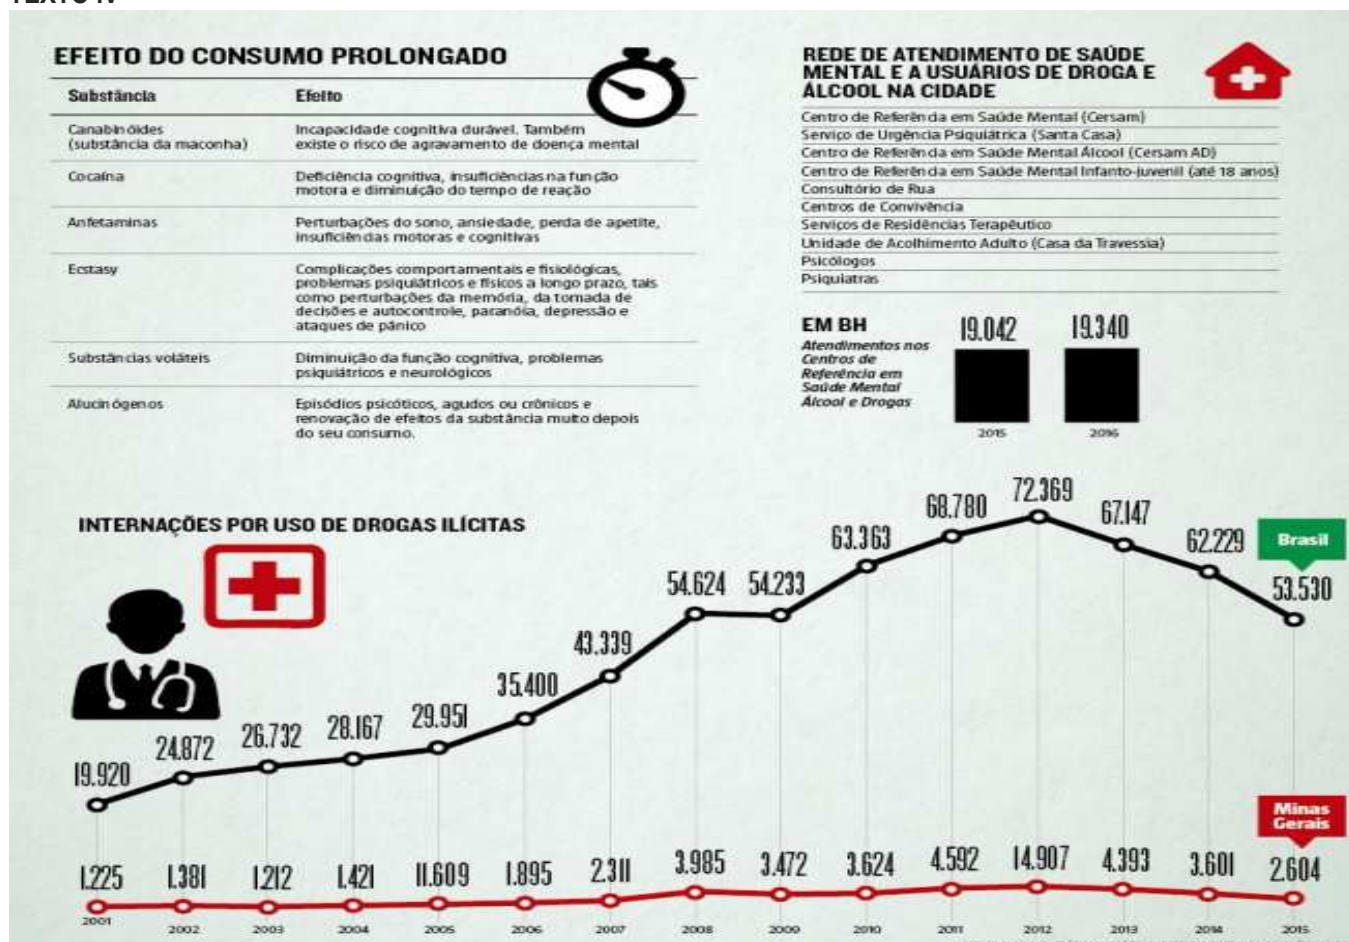 EFEITO DO CONSUMO PROLONGADO
Substância Efeito
Canabinóides
(substância da maconha)
Incapacidade cognitiva durável. Também
existe o risco de agravamento de doença mental
Cocaína
Deficiência cognitiva, insuficiências na função
motora e diminuição do tempo de reação
Anfetaminas
Perturbações do sono, ansiedade, perda de apetite,
insuficiências motoras e cognitivas
Ecstasy
Complicações comportamentais e fisiológicas,
problemas psiquiátricos e físicos a longo prazo, tais
como perturbações da memória, da tomada de
decisões e autocontrole, paranóia, depressão e
ataques de pânico
Substâncias voláteis
Diminuição da função cognitiva, problemas
psiquiátricos e neurológicos
Alucinógenos
Episódios psicóticos, agudos ou crônicos e
renovação de efeitos da substância muito depois
do seu consumo.
REDE DE ATENDIMENTO DE SAÚDE
MENTAL E A USUÁRIOS DE DROGA E
ÁLCOOL NA CIDADE
Centro de Referência em Saúde Mental (Cersam)
Serviço de Urgência Psiquiátrica (Santa Casa)
Centro de Referência em Saúde Mental Álcool (Cersam AD)
Centro de Referência em Saúde Mental Infanto-juvenil (até 18 anos)
Consultório de Rua
Centros de Convivência
Serviços de Residências Terapêutico
Unidade de Acolhimento Adulto (Casa da Travessia)
Psicólogos
Psiquiatras
EM BH
Atendimentos nos
Centros de
Referência em
Saúde Mental
Álcool e Drogas
19.042 19.340
2015 2016
INTERNAÇÕES POR USO DE DROGAS ILÍCITAS
19.920 24.872 26.732 28.167 29.951 35.400 43.339 54.624 54.233 63.363 68.780 72.369 67.147 62.229 53.530
Brasil
Minas
Gerais
1.225 1.381 1.212 1.421 11.609 1.895 2.311 3.985 3.472 3.624 4.592 14.907 4.393 3.601 2.604
2001 2002 2003 2004 2005 2006 2007 2008 2009 2010 2011 2012 2013 2014 2015